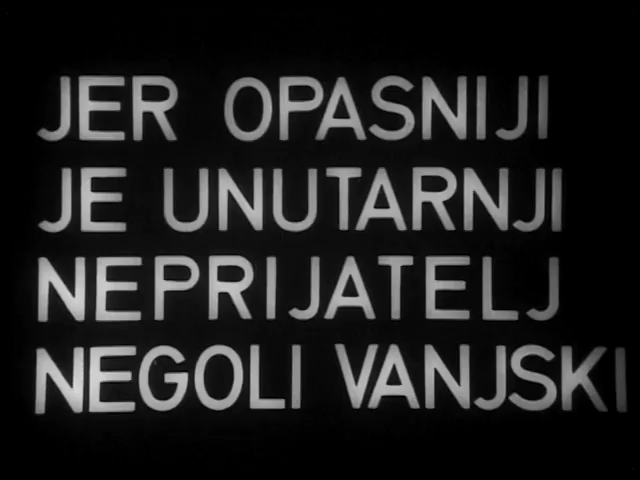 JER OPASNIJI
JE UNUTARNJI
NEPRIJATELJ
NEGOLI VANJSKI